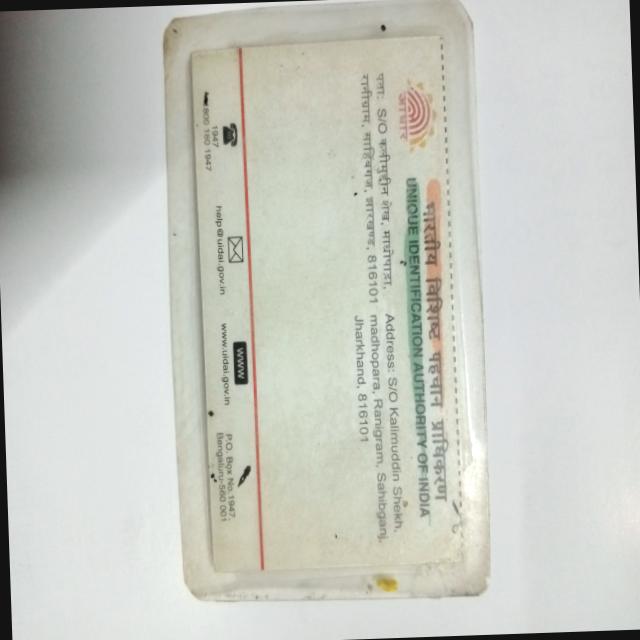 आधार
भारतीय विशिष्ट पहचान प्राधिकरण
UNIQUE IDENTIFICATION AUTHORITY OF INDIA
पता: S/O कलीमुद्दीन शेख, माधोपाड़ा,
रानीग्राम, साहिबगंज, झारखण्ड, 816101
Address: S/O Kalimuddin Sheikh,
madhopara, Ranigram, Sahibganj,
Jharkhand, 816101
1947
1800 180 1947
help@uidai.gov.in
www
www.uidai.gov.in
P.O. Box No.1947,
Bengaluru-560 001